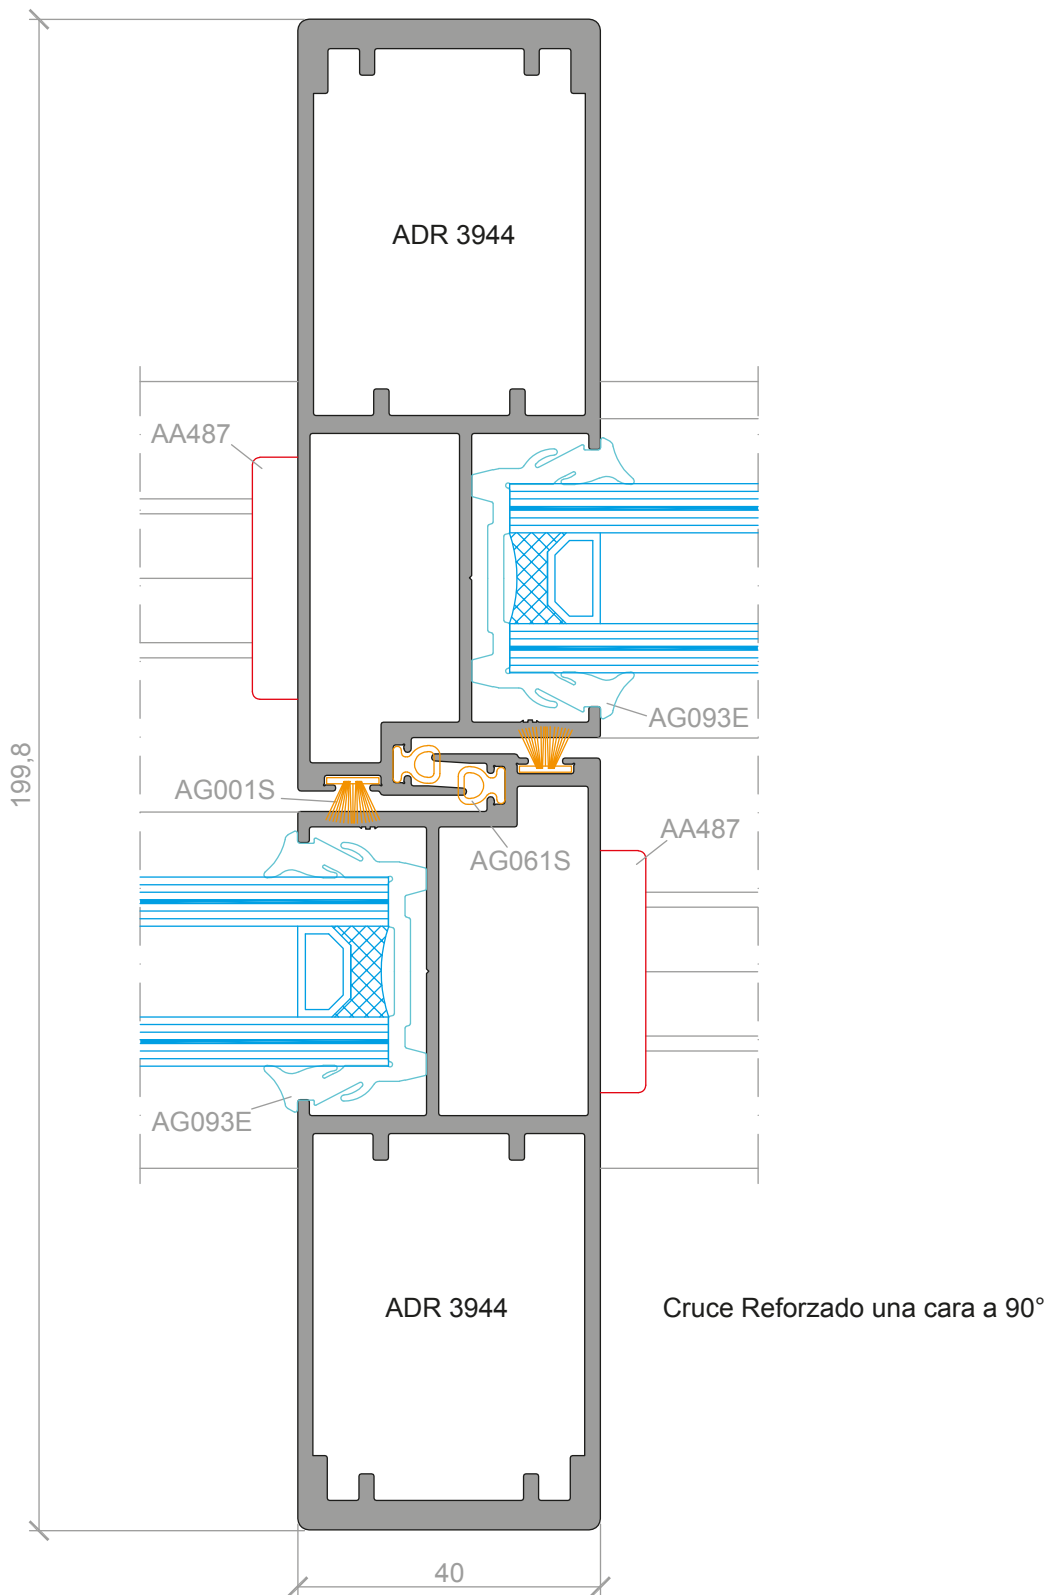 ADR 3944
AA487
AG093E
199,8
AG001S
AA487
AG061S
AG093E
ADR 3944
Cruce Reforzado una cara a 90°
40